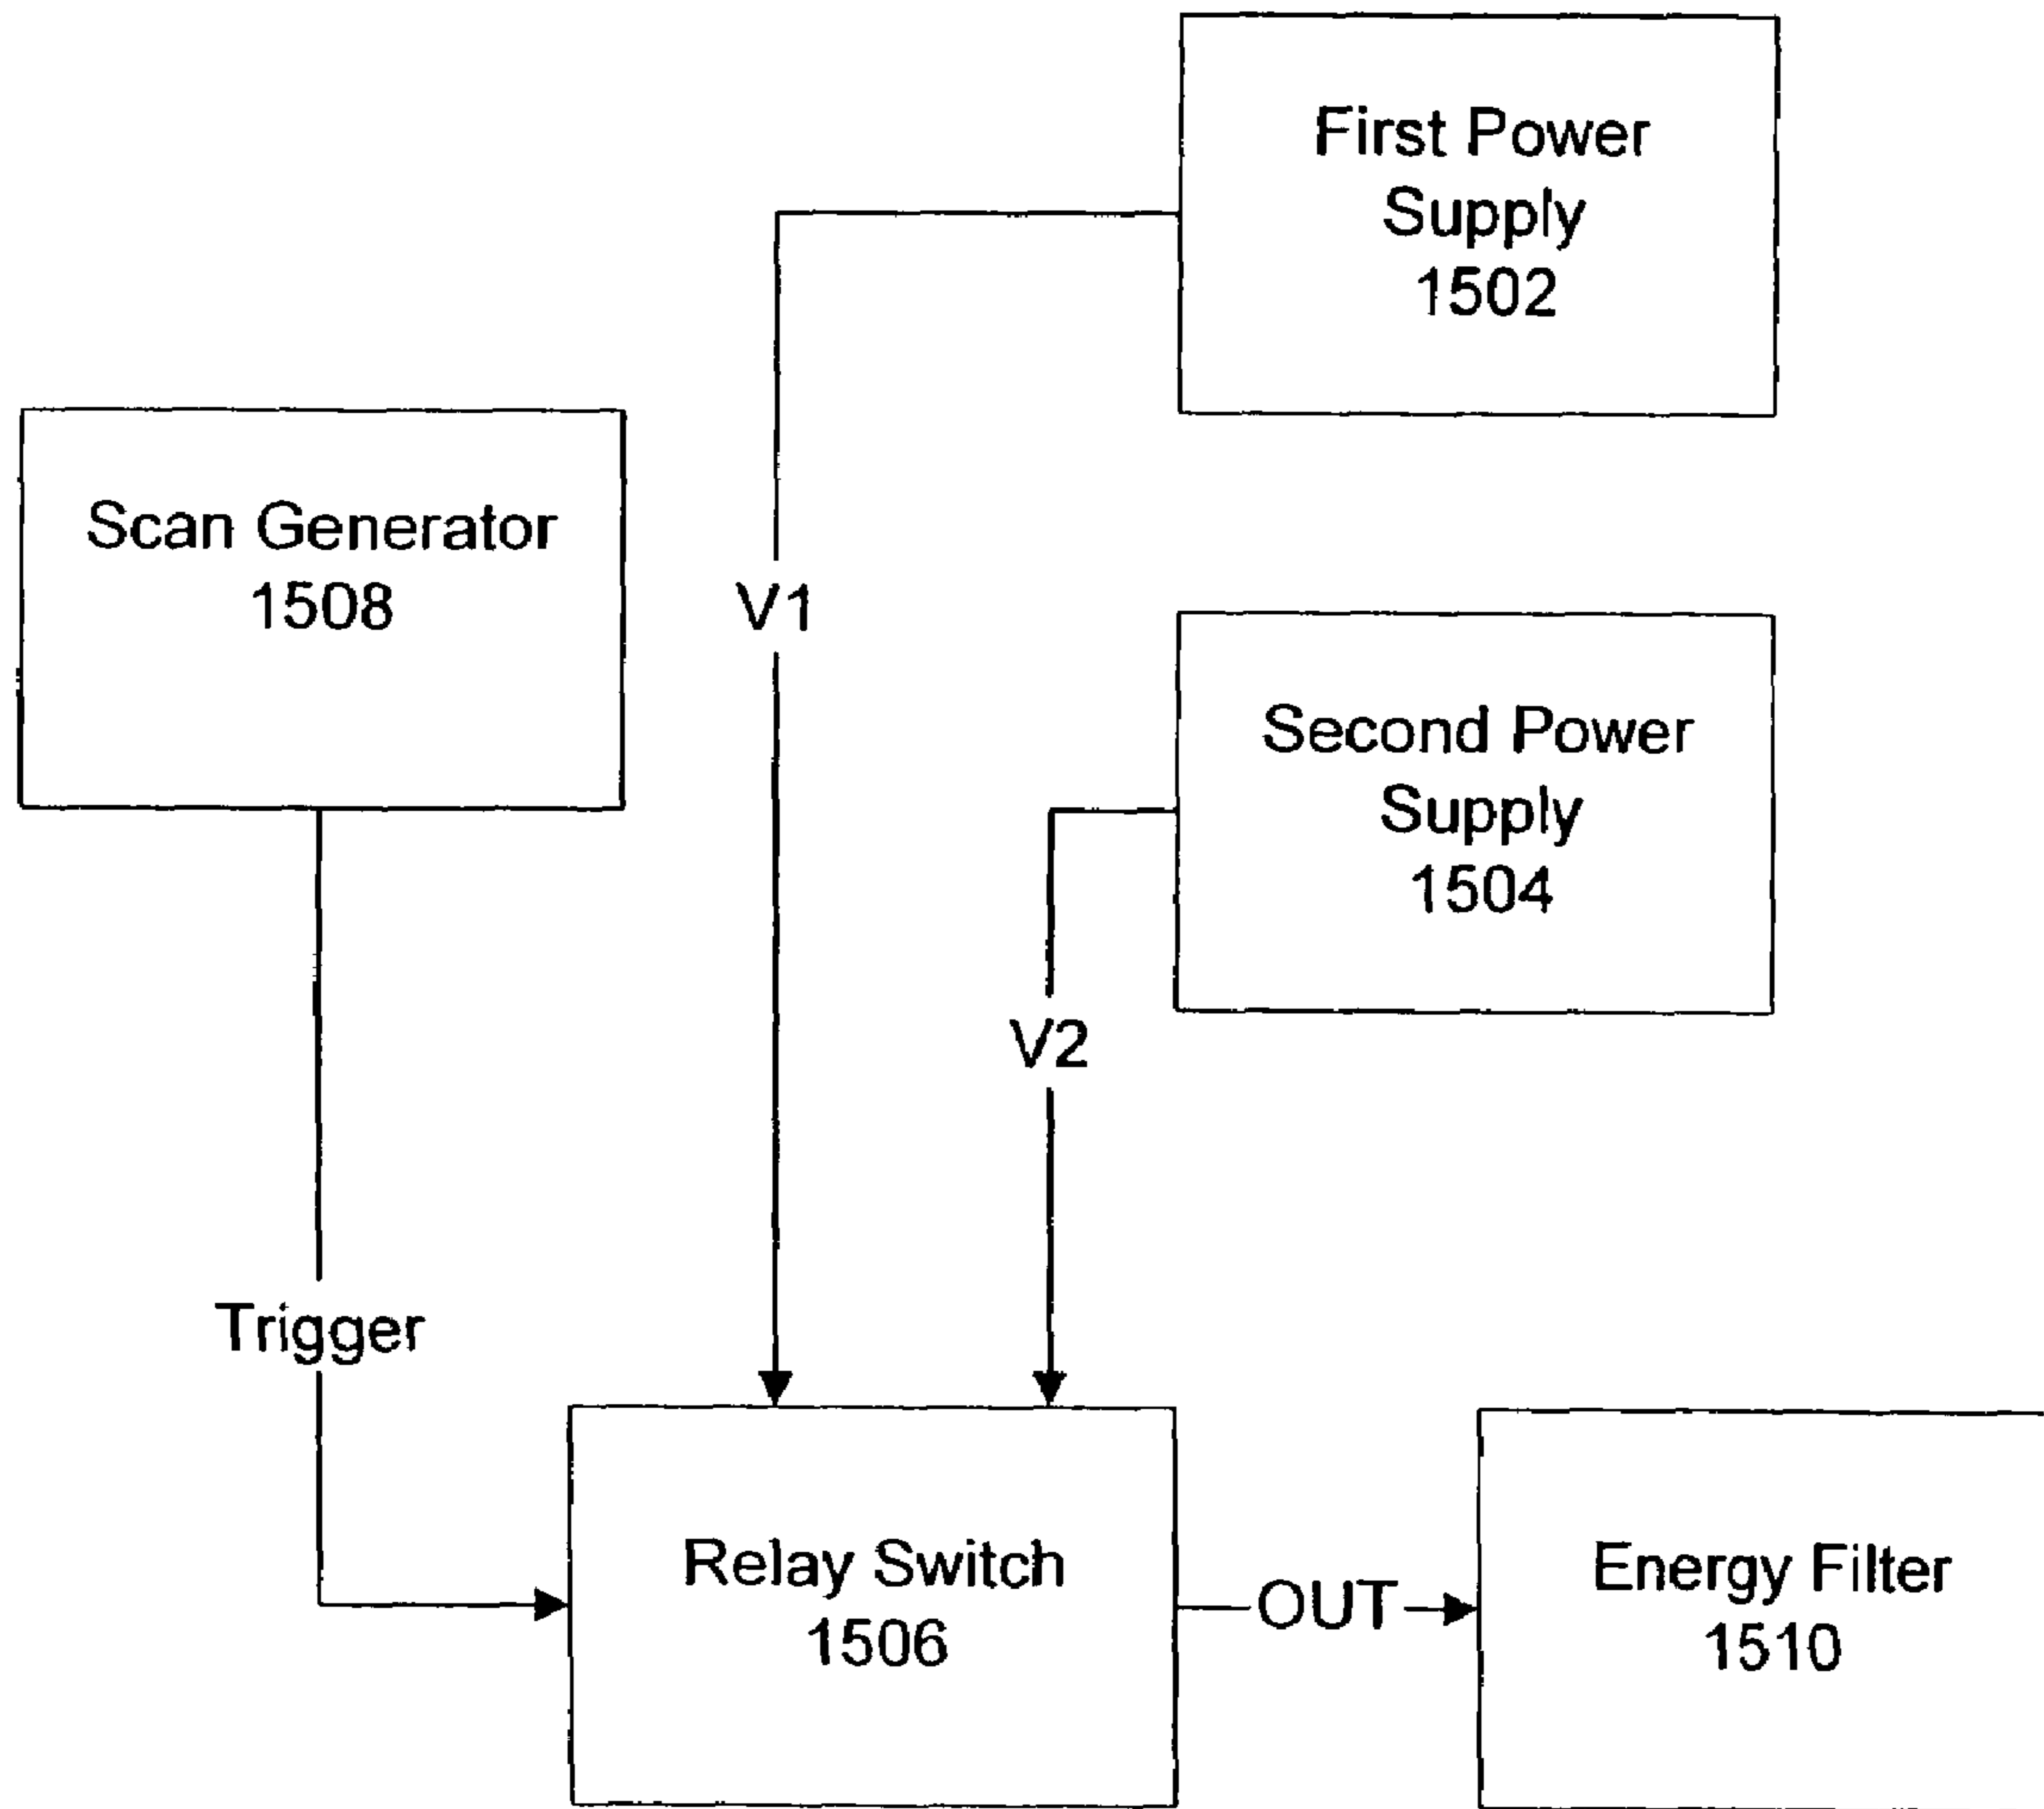 First Power
Supply
1502
Scan Generator
1508
V1
Second Power
Supply
1504
V2
Trigger
Relay Switch
1506
OUT
Energy Filter
1510